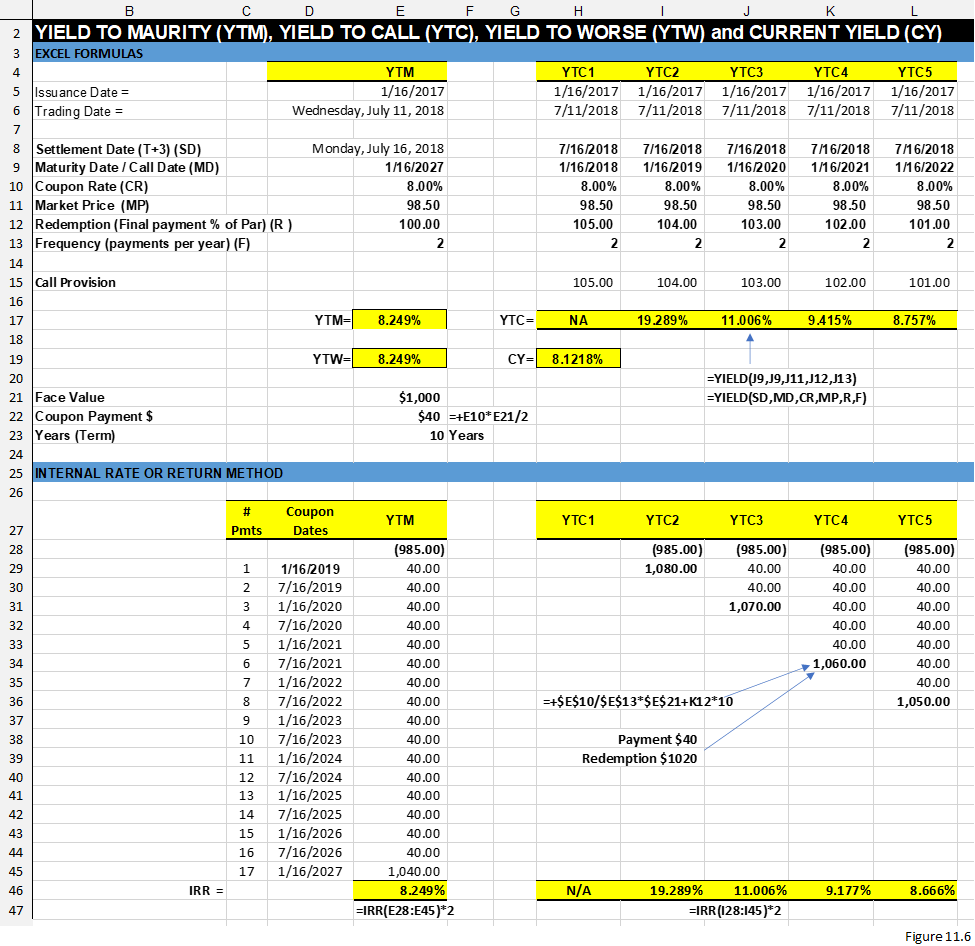 B C D E F G H I J K L
2 YIELD TO MAURITY (YTM), YIELD TO CALL (YTC), YIELD TO WORSE (YTW) and CURRENT YIELD (CY)
3 EXCEL FORMULAS
4 YTM YTC1 YTC2 YTC3 YTC4 YTC5
5 Issuance Date = 1/16/2017 1/16/2017 1/16/2017 1/16/2017 1/16/2017 1/16/2017
6 Trading Date = Wednesday, July 11, 2018 7/11/2018 7/11/2018 7/11/2018 7/11/2018 7/11/2018
7
8 Settlement Date (T+3) (SD) Monday, July 16, 2018 7/16/2018 7/16/2018 7/16/2018 7/16/2018 7/16/2018
9 Maturity Date / Call Date (MD) 1/16/2027 1/16/2018 1/16/2019 1/16/2020 1/16/2021 1/16/2022
10 Coupon Rate (CR) 8.00% 8.00% 8.00% 8.00% 8.00% 8.00%
11 Market Price (MP) 98.50 98.50 98.50 98.50 98.50 98.50
12 Redemption (Final payment % of Par) (R ) 100.00 105.00 104.00 103.00 102.00 101.00
13 Frequency (payments per year) (F) 2 2 2 2 2 2
14
15 Call Provision 105.00 104.00 103.00 102.00 101.00
16
17 YTM= 8.249% YTC= NA 19.289% 11.006% 9.415% 8.757%
18
19 YTW= 8.249% CY= 8.1218%
20 =YIELD(J9,J9,J11,J12,J13)
21 Face Value $1,000 =YIELD(SD,MD,CR,MP,R,F)
22 Coupon Payment $ $40 =+E10*E21/2
23 Years (Term) 10 Years
24
25 INTERNAL RATE OR RETURN METHOD
26
27 # Pmts Coupon Dates YTM YTC1 YTC2 YTC3 YTC4 YTC5
28 (985.00) (985.00) (985.00) (985.00) (985.00)
29 1 1/16/2019 40.00 1,080.00 40.00 40.00 40.00
30 2 7/16/2019 40.00 40.00 40.00 40.00
31 3 1/16/2020 40.00 1,070.00 40.00 40.00
32 4 7/16/2020 40.00 40.00 40.00
33 5 1/16/2021 40.00 40.00 40.00
34 6 7/16/2021 40.00 1,060.00 40.00
35 7 1/16/2022 40.00 40.00
36 8 7/16/2022 40.00 =+$E$10/$E$13*$E$21+K12*10 1,050.00
37 9 1/16/2023 40.00
38 10 7/16/2023 40.00 Payment $40
39 11 1/16/2024 40.00 Redemption $1020
40 12 7/16/2024 40.00
41 13 1/16/2025 40.00
42 14 7/16/2025 40.00
43 15 1/16/2026 40.00
44 16 7/16/2026 40.00
45 17 1/16/2027 1,040.00
46 IRR = 8.249% N/A 19.289% 11.006% 9.177% 8.666%
47 =IRR(E28:E45)*2 =IRR(I28:I45)*2
Figure 11.6